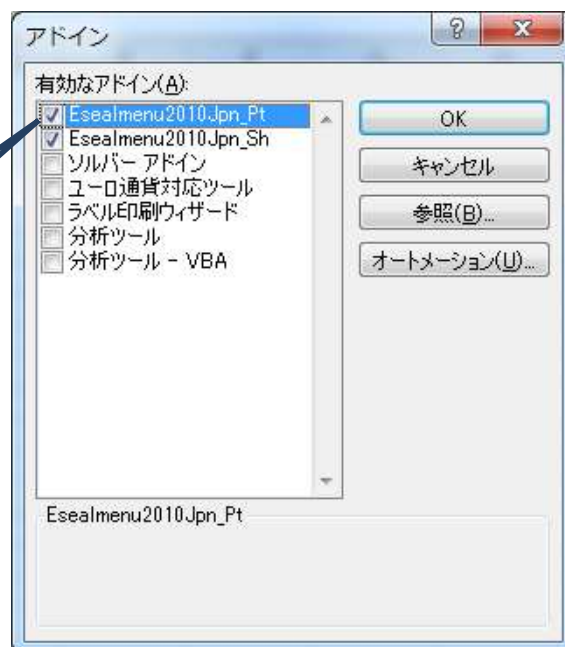 アドイン
有効なアドイン(A):
Esealmenu2010Jpn_Pt
Esealmenu2010Jpn_Sh
ソルバー アドイン
ユーロ通貨対応ツール
ラベル印刷ウィザード
分析ツール
分析ツール - VBA
OK
キャンセル
参照(B)...
オートメーション(U)...
Esealmenu2010Jpn_Pt